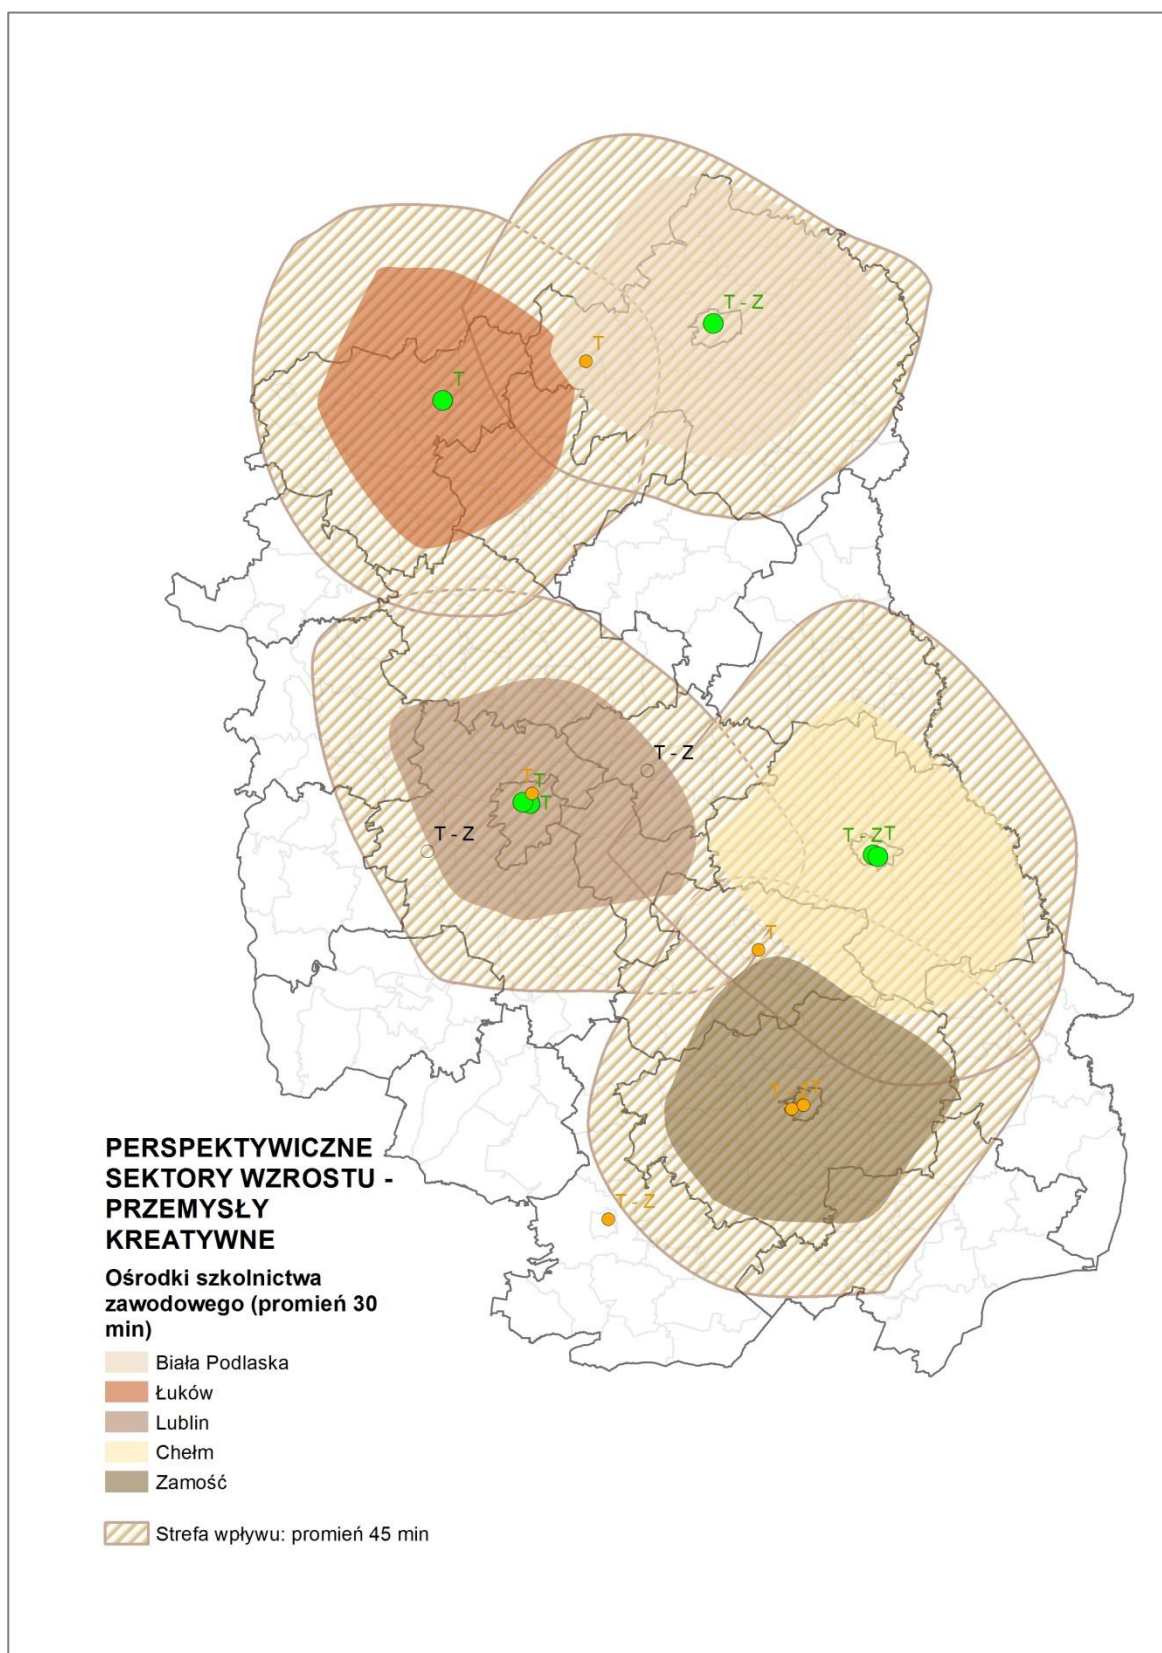 T - Z
T
T
T - Z
T T
T
T - Z
T - Z T
T
T T T
T - Z
PERSPEKTYWICZNE
SEKTORY WZROSTU -
PRZEMYSŁY
KREATYWNE
Ośrodki szkolnictwa
zawodowego (promień 30
min)
Biała Podlaska
Łuków
Lublin
Chełm
Zamość
Strefa wpływu: promień 45 min